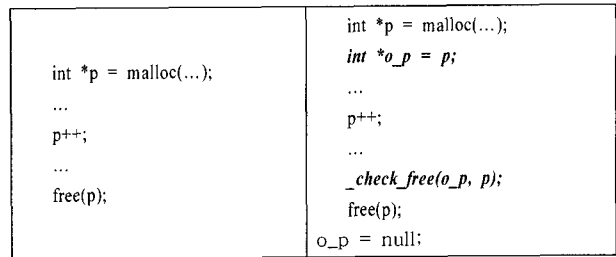 int *p = malloc(...);
...
p++;
...
free(p);
int *p = malloc(...);
int *o_p = p;
...
p++;
...
_check_free(o_p, p);
free(p);
o_p = null;